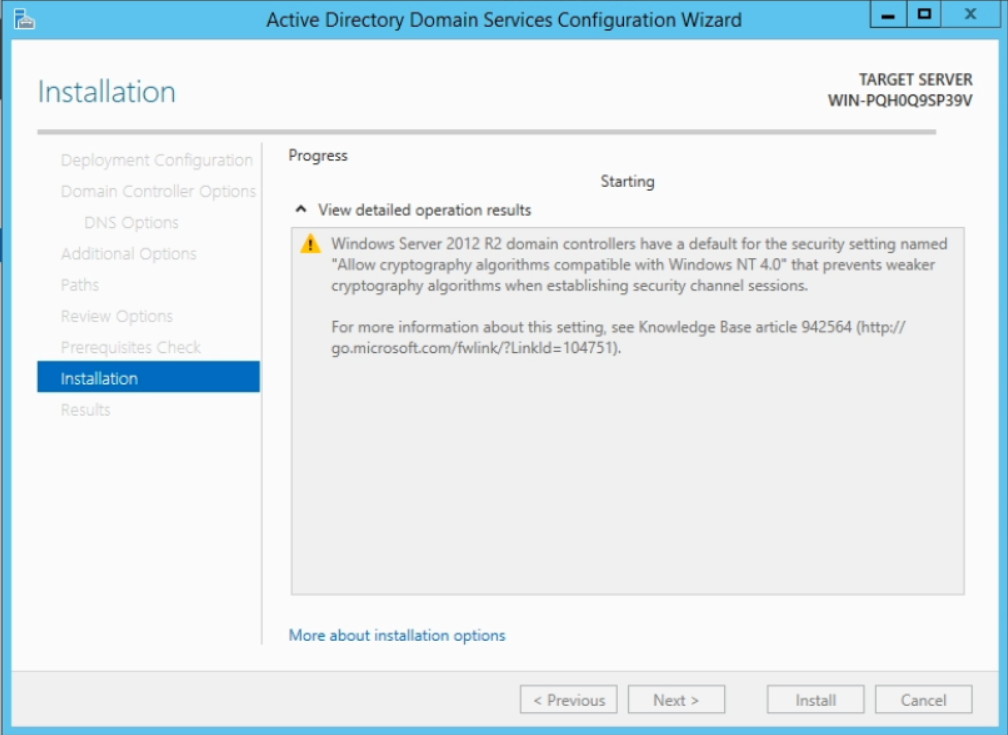 Active Directory Domain Services Configuration Wizard
Installation
TARGET SERVER
WIN-PQH0Q9SP39V
Deployment Configuration
Domain Controller Options
DNS Options
Additional Options
Paths
Review Options
Prerequisites Check
Installation
Results
Progress
Starting
View detailed operation results
Windows Server 2012 R2 domain controllers have a default for the security setting named
"Allow cryptography algorithms compatible with Windows NT 4.0" that prevents weaker
cryptography algorithms when establishing security channel sessions.
For more information about this setting, see Knowledge Base article 942564 (http://
go.microsoft.com/fwlink/?LinkId=104751).
More about installation options
< Previous
Next >
Install
Cancel